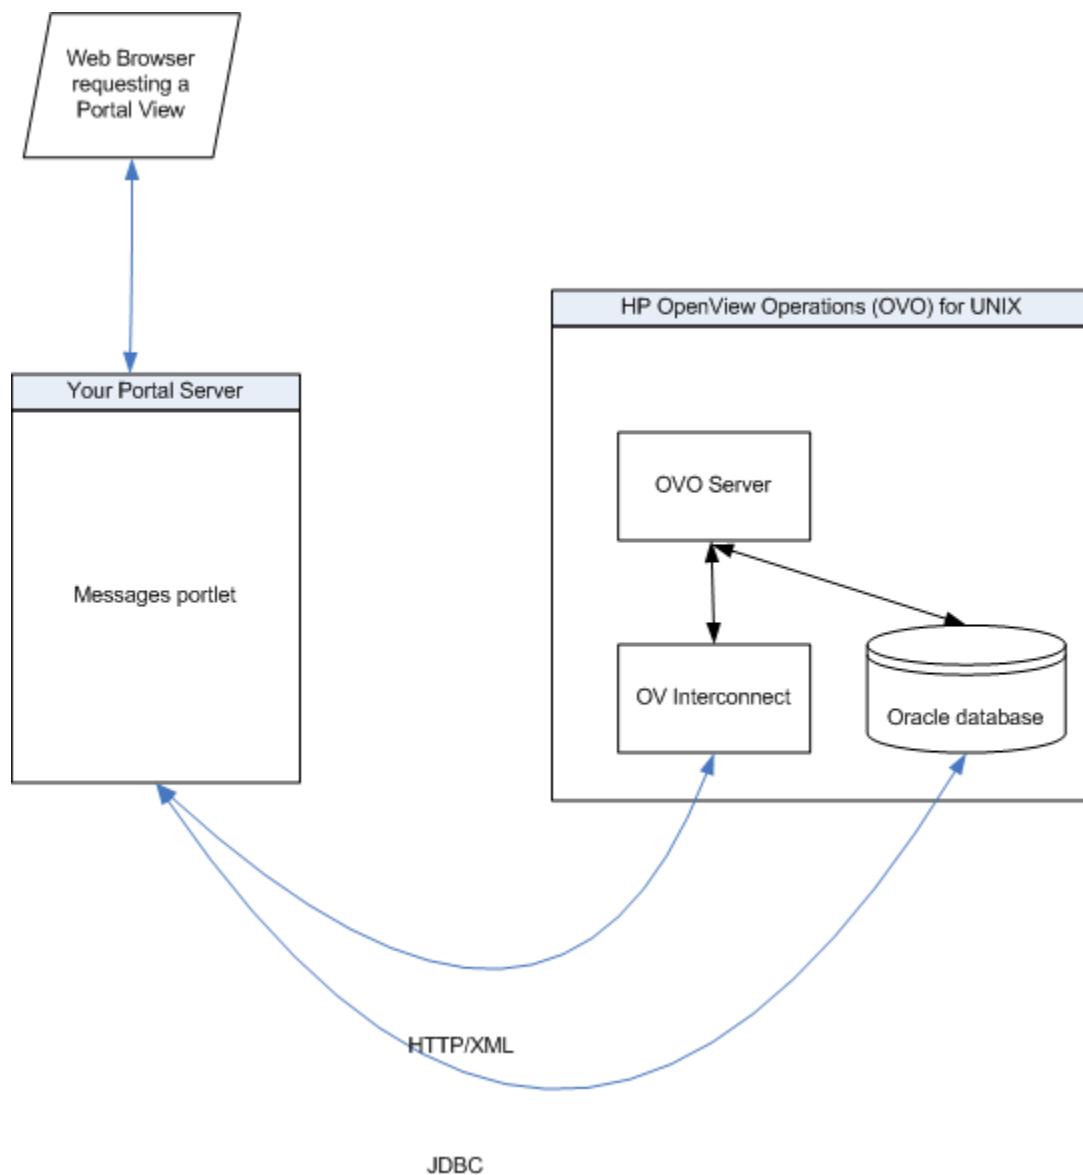 Web Browser
requesting a
Portal View
HP OpenView Operations (OVO) for UNIX
Your Portal Server
OVO Server
Messages portlet
OV Interconnect
Oracle database
HTTP/XML
JDBC